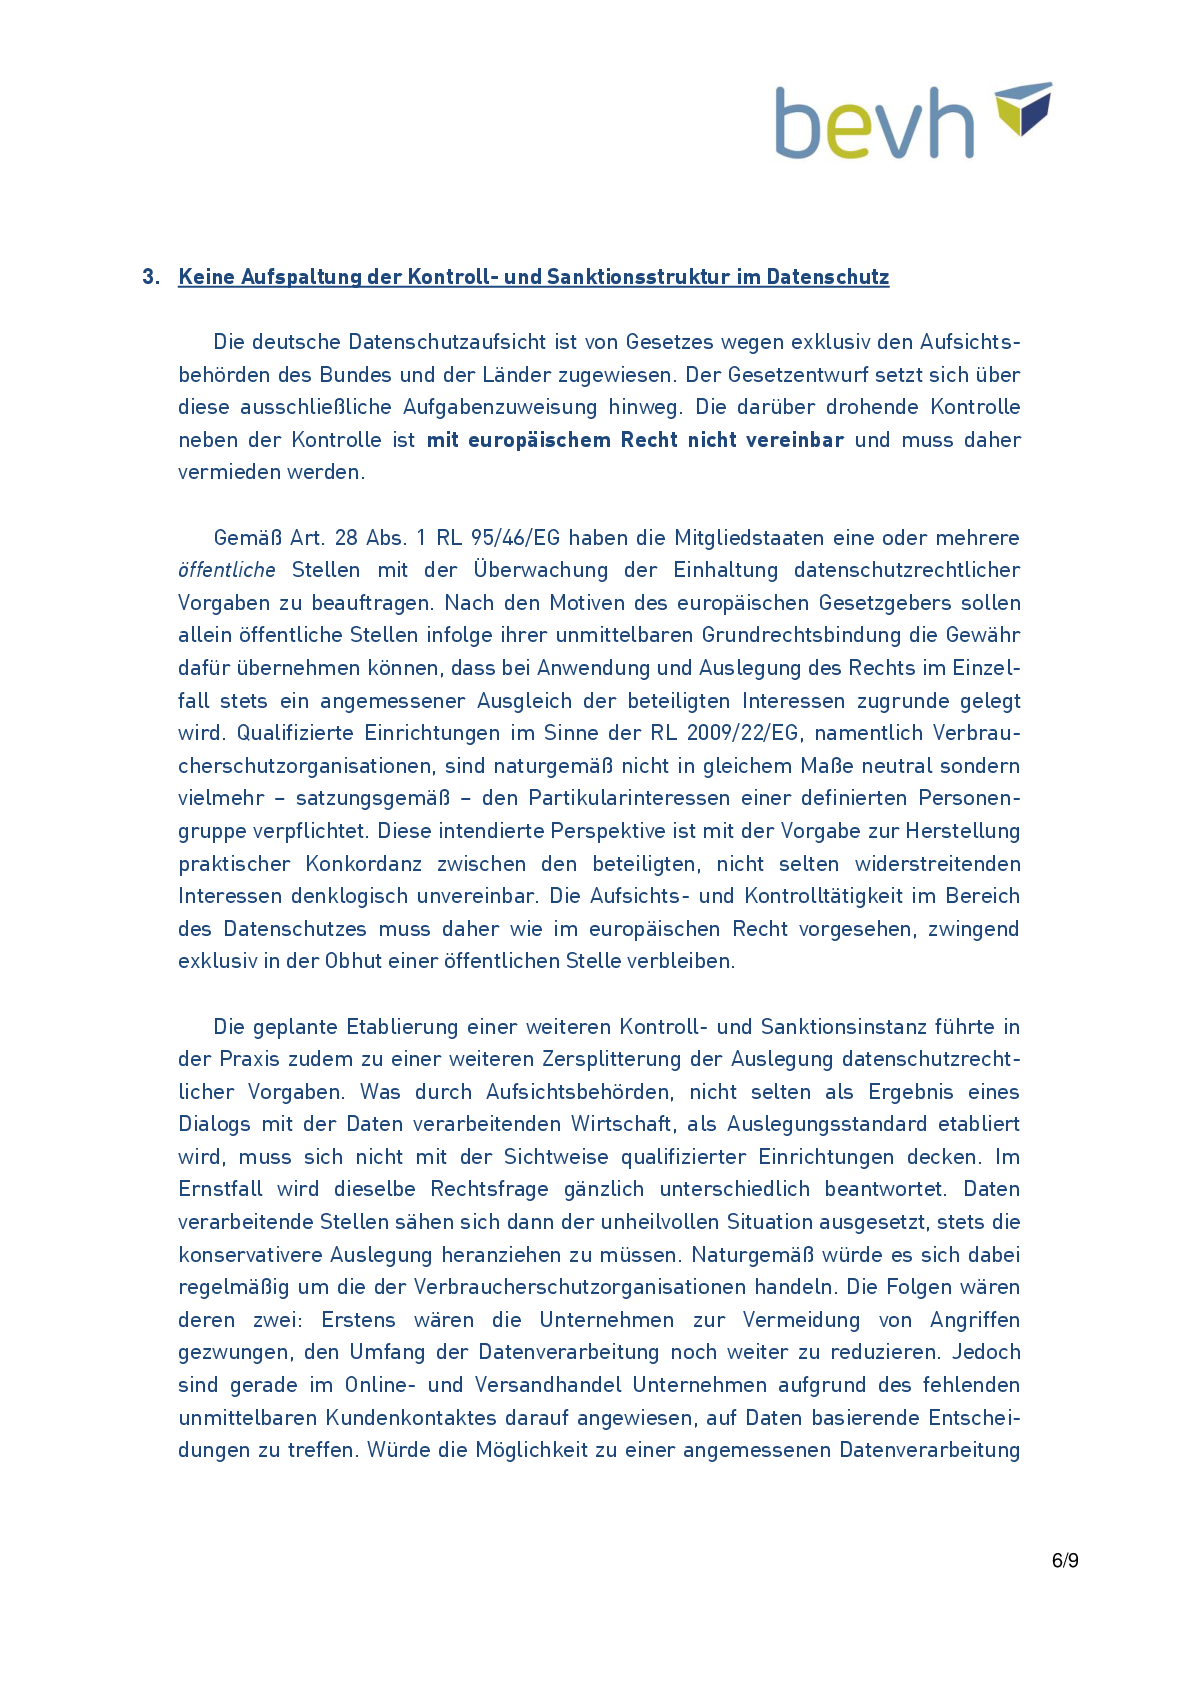 bevh
3. Keine Aufspaltung der Kontroll- und Sanktionsstruktur im Datenschutz
Die deutsche Datenschutzaufsicht ist von Gesetzes wegen exklusiv den Aufsichts-
behörden des Bundes und der Länder zugewiesen. Der Gesetzentwurf setzt sich über
diese ausschließliche Aufgabenzuweisung hinweg. Die darüber drohende Kontrolle
neben der Kontrolle ist mit europäischem Recht nicht vereinbar und muss daher
vermieden werden.
Gemäß Art. 28 Abs. 1 RL 95/46/EG haben die Mitgliedstaaten eine oder mehrere
öffentliche Stellen mit der Überwachung der Einhaltung datenschutzrechtlicher
Vorgaben zu beauftragen. Nach den Motiven des europäischen Gesetzgebers sollen
allein öffentliche Stellen infolge ihrer unmittelbaren Grundrechtsbindung die Gewähr
dafür übernehmen können, dass bei Anwendung und Auslegung des Rechts im Einzel-
fall stets ein angemessener Ausgleich der beteiligten Interessen zugrunde gelegt
wird. Qualifizierte Einrichtungen im Sinne der RL 2009/22/EG, namentlich Verbrau-
cherschutzorganisationen, sind naturgemäß nicht in gleichem Maße neutral sondern
vielmehr – satzungsgemäß – den Partikularinteressen einer definierten Personen-
gruppe verpflichtet. Diese intendierte Perspektive ist mit der Vorgabe zur Herstellung
praktischer Konkordanz zwischen den beteiligten, nicht selten widerstreitenden
Interessen denklogisch unvereinbar. Die Aufsichts- und Kontrolltätigkeit im Bereich
des Datenschutzes muss daher wie im europäischen Recht vorgesehen, zwingend
exklusiv in der Obhut einer öffentlichen Stelle verbleiben.
Die geplante Etablierung einer weiteren Kontroll- und Sanktionsinstanz führte in
der Praxis zudem zu einer weiteren Zersplitterung der Auslegung datenschutzrecht-
licher Vorgaben. Was durch Aufsichtsbehörden, nicht selten als Ergebnis eines
Dialogs mit der Daten verarbeitenden Wirtschaft, als Auslegungsstandard etabliert
wird, muss sich nicht mit der Sichtweise qualifizierter Einrichtungen decken. Im
Ernstfall wird dieselbe Rechtsfrage gänzlich unterschiedlich beantwortet. Daten
verarbeitende Stellen sähen sich dann der unheilvollen Situation ausgesetzt, stets die
konservativere Auslegung heranziehen zu müssen. Naturgemäß würde es sich dabei
regelmäßig um die der Verbraucherschutzorganisationen handeln. Die Folgen wären
deren zwei: Erstens wären die Unternehmen zur Vermeidung von Angriffen
gezwungen, den Umfang der Datenverarbeitung noch weiter zu reduzieren. Jedoch
sind gerade im Online- und Versandhandel Unternehmen aufgrund des fehlenden
unmittelbaren Kundenkontaktes darauf angewiesen, auf Daten basierende Entschei-
dungen zu treffen. Würde die Möglichkeit zu einer angemessenen Datenverarbeitung
6/9